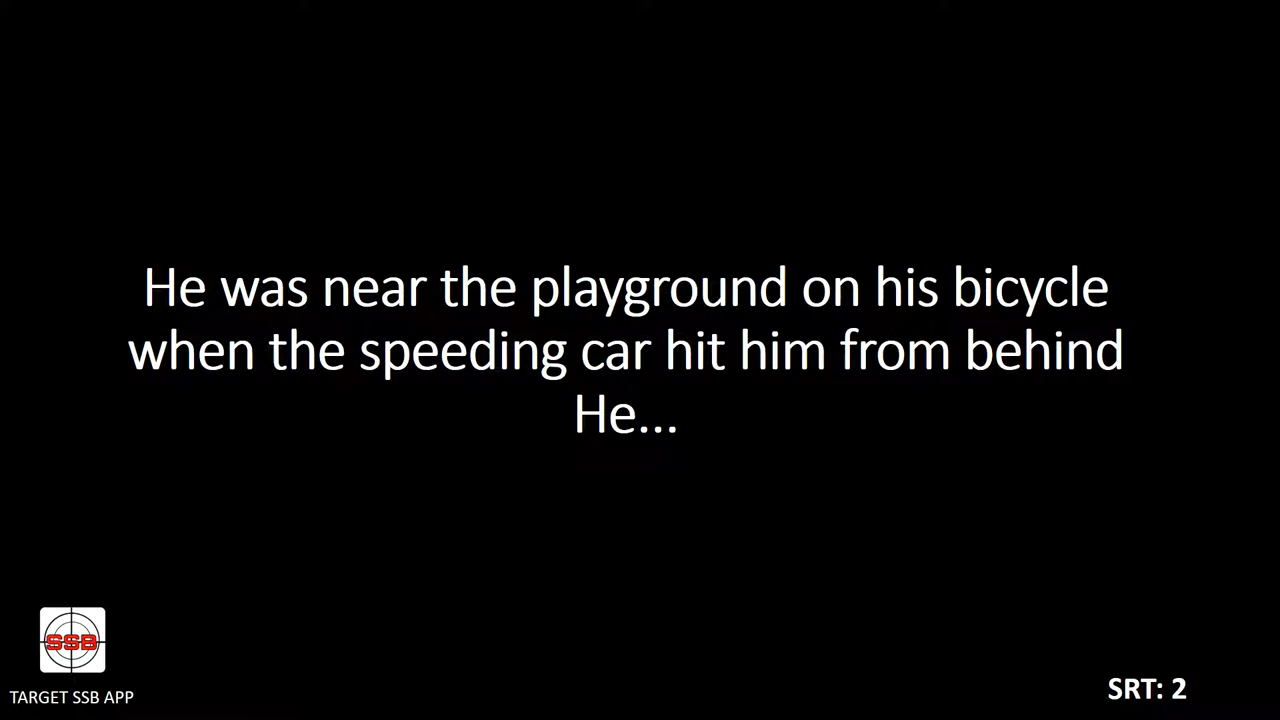 He was near the playground on his bicycle
when the speeding car hit him from behind
He...
SSB
TARGET SSB APP
SRT: 2